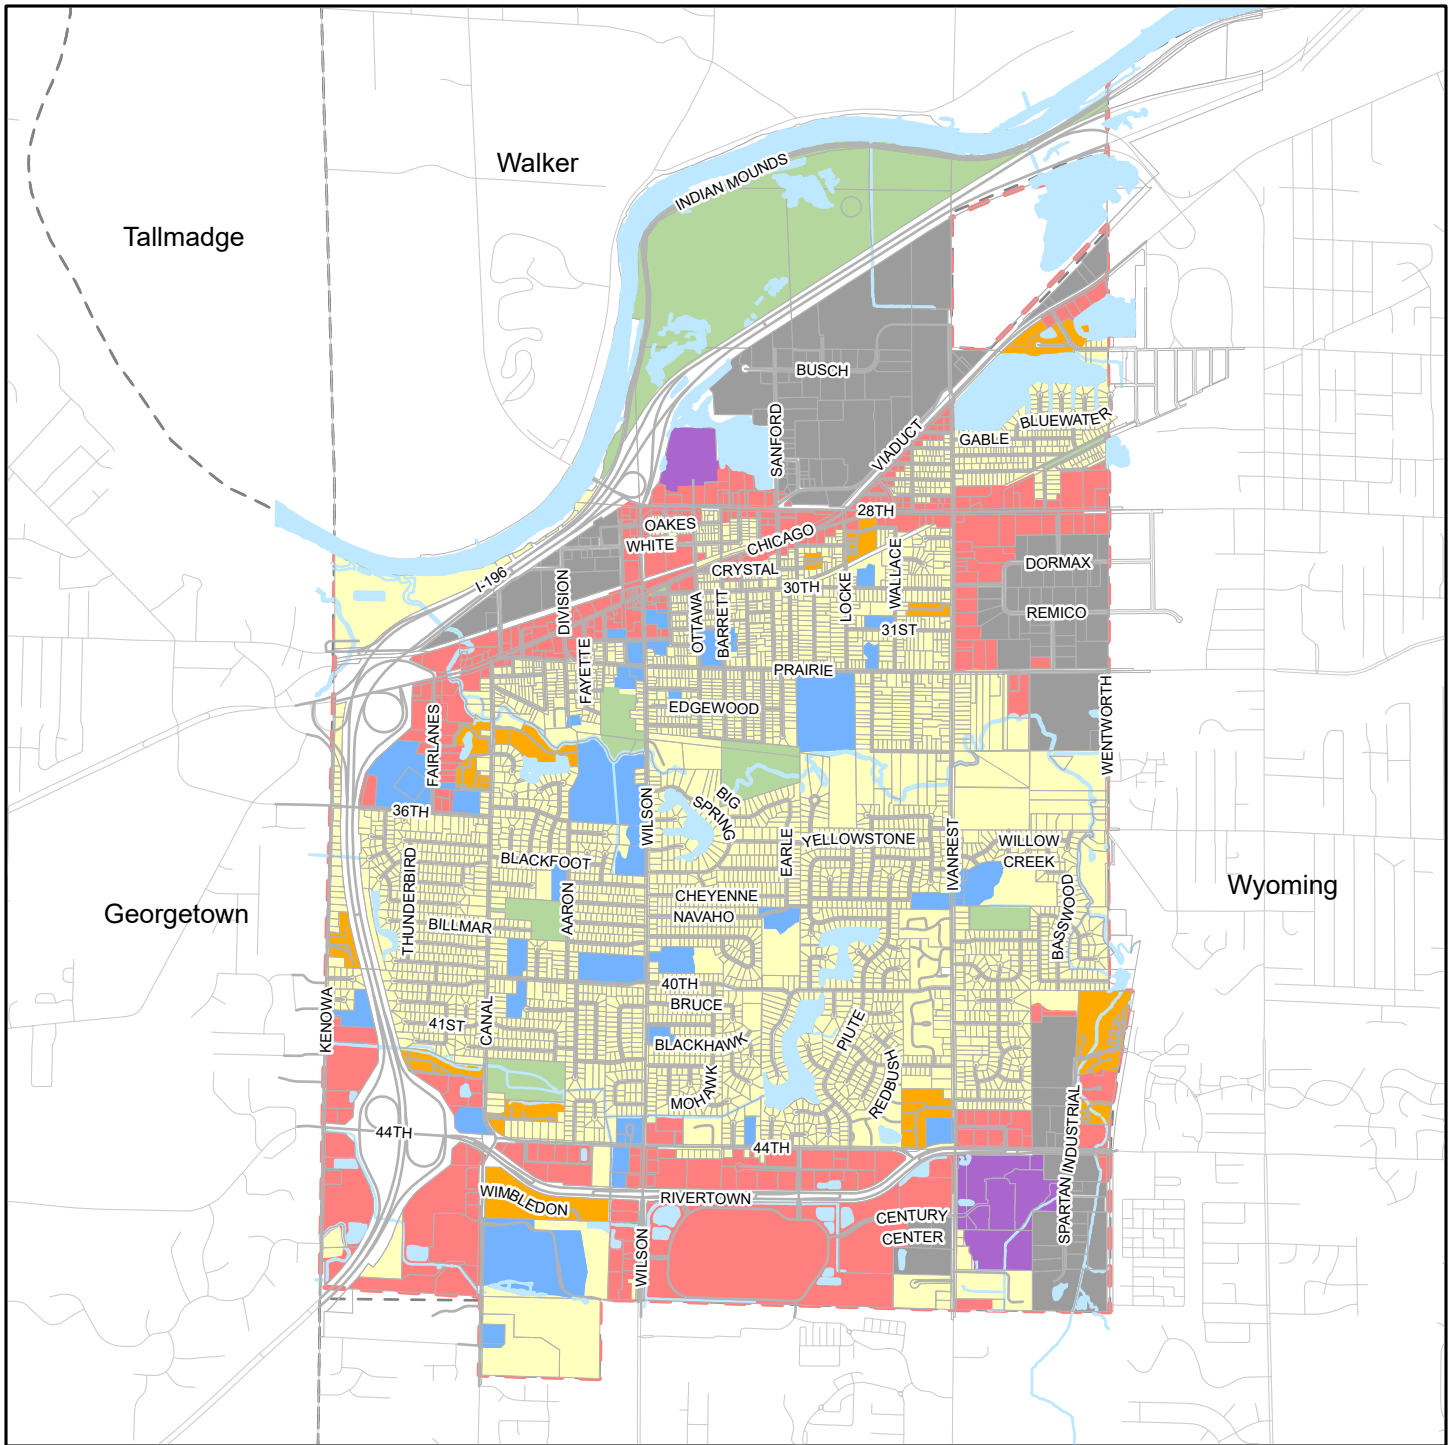 Walker
INDIAN MOUNDS
Tallmadge
BUSCH
SANFORD
VIADUCT
BLUEWATER
GABLE
28TH
OAKES
WHITE
CHICAGO
CRYSTAL
30TH
I-196
DIVISION
LOCKE
WALLACE
DORMAX
REMICO
OTTAWA
BARRETT
31ST
FAYETTE
PRAIRIE
EDGEWOOD
WENTWORTH
FAIRLANES
36TH
WILSON
BIG
SPRING
EARLE
YELLOWSTONE
IVANREST
WILLOW
CREEK
BLACKFOOT
THUNDERBIRD
AARON
CHEYENNE
NAVAHO
BILLMAR
BASSWOOD
Georgetown
Wyoming
40TH
BRUCE
KENOWA
41ST
CANAL
BLACKHAWK
PIUTE
REDBUSH
MOHAWK
44TH
44TH
SPARTAN INDUSTRIAL
WIMBLEDON
RIVERTOWN
WILSON
CENTURY
CENTER